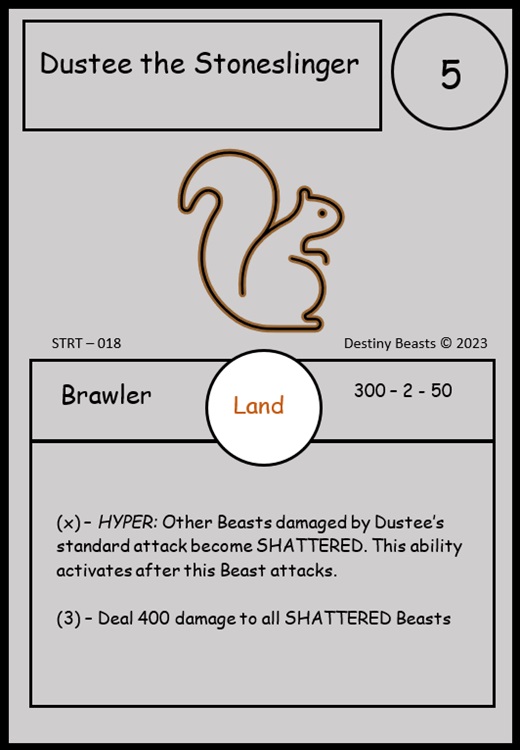 Dustee the Stoneslinger
5
STRT – 018
Destiny Beasts © 2023
Brawler
Land
300 – 2 - 50
(x) – HYPER: Other Beasts damaged by Dustee's
standard attack become SHATTERED. This ability
activates after this Beast attacks.
(3) – Deal 400 damage to all SHATTERED Beasts